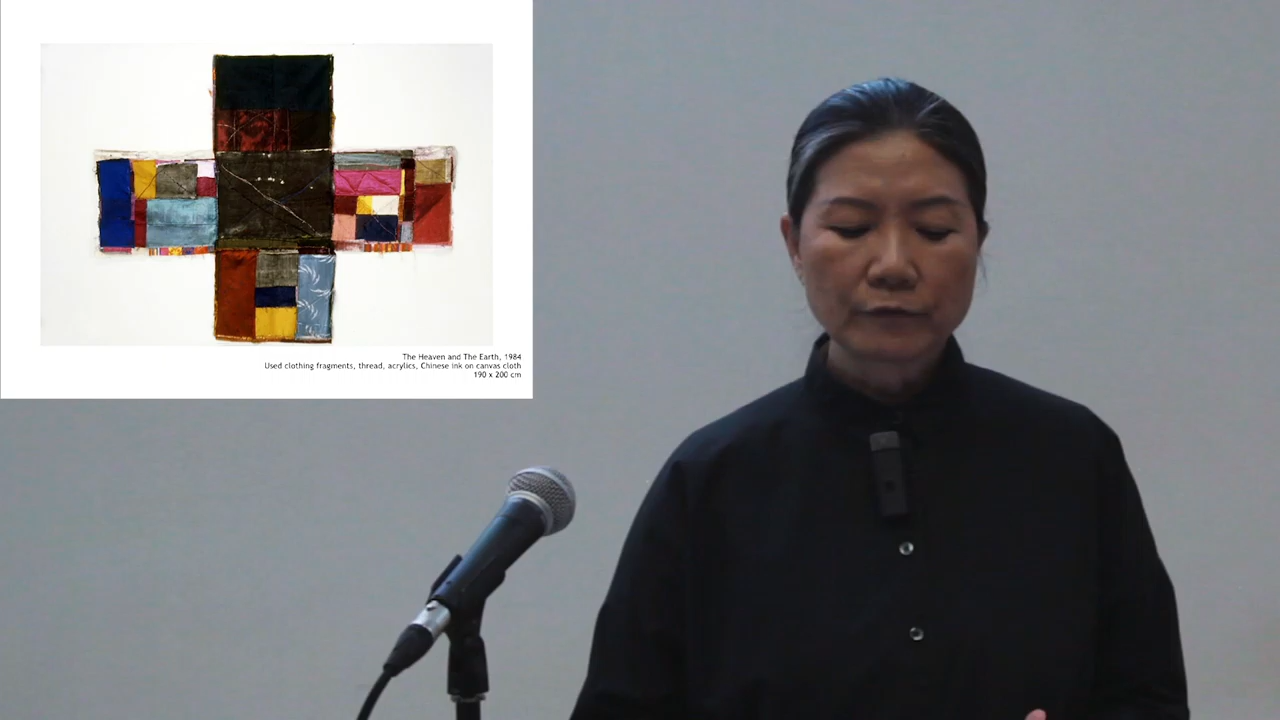 The Heaven and The Earth, 1984
Used clothing fragments, thread, acrylics, Chinese ink on canvas cloth
190 x 200 cm